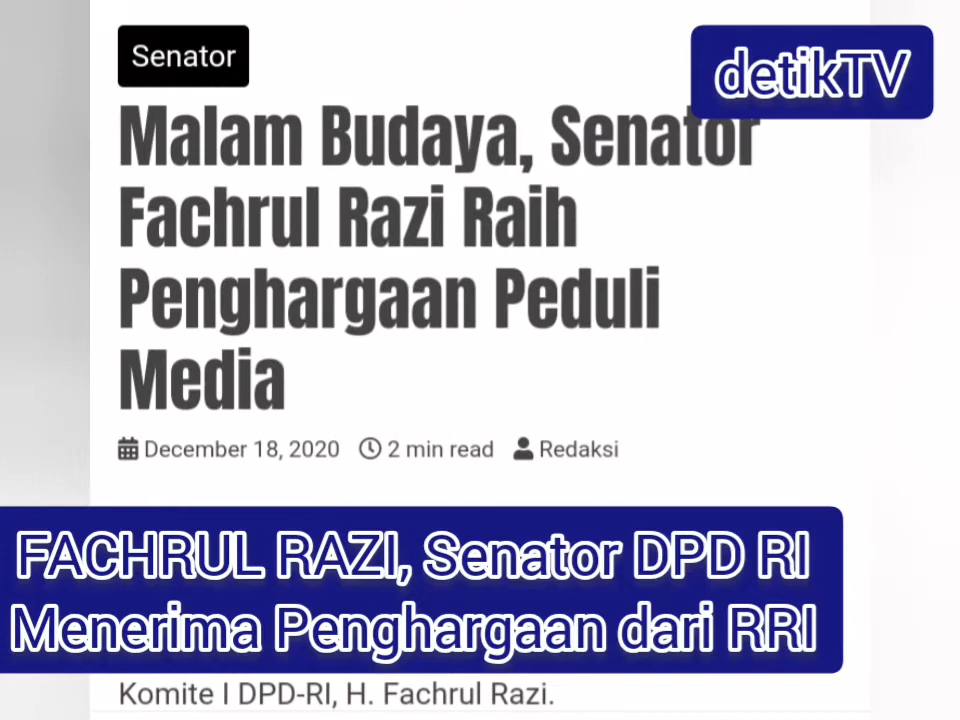 Senator
detikTV
Malam Budaya, Senator
Fachrul Razi Raih
Penghargaan Peduli
Media
December 18, 2020 2 min read Redaksi
FACHRUL RAZI, Senator DPD RI
Menerima Penghargaan dari RRI
Komite I DPD-RI, H. Fachrul Razi.